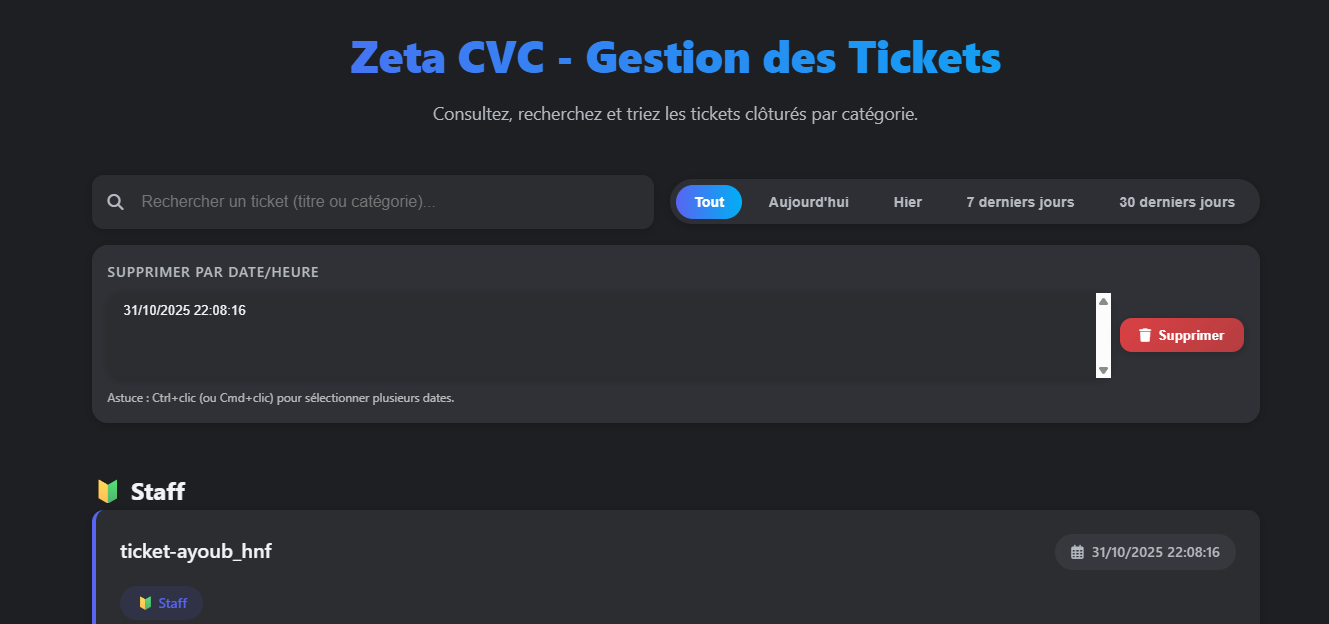 Zeta CVC - Gestion des Tickets
Consultez, recherchez et triez les tickets clôturés par catégorie.
Rechercher un ticket (titre ou catégorie)...
Tout
Aujourd'hui
Hier
7 derniers jours
30 derniers jours
SUPPRIMER PAR DATE/HEURE
31/10/2025 22:08:16
Supprimer
Astuce : Ctrl+clic (ou Cmd+clic) pour sélectionner plusieurs dates.
Staff
ticket-ayoub_hnf
31/10/2025 22:08:16
Staff